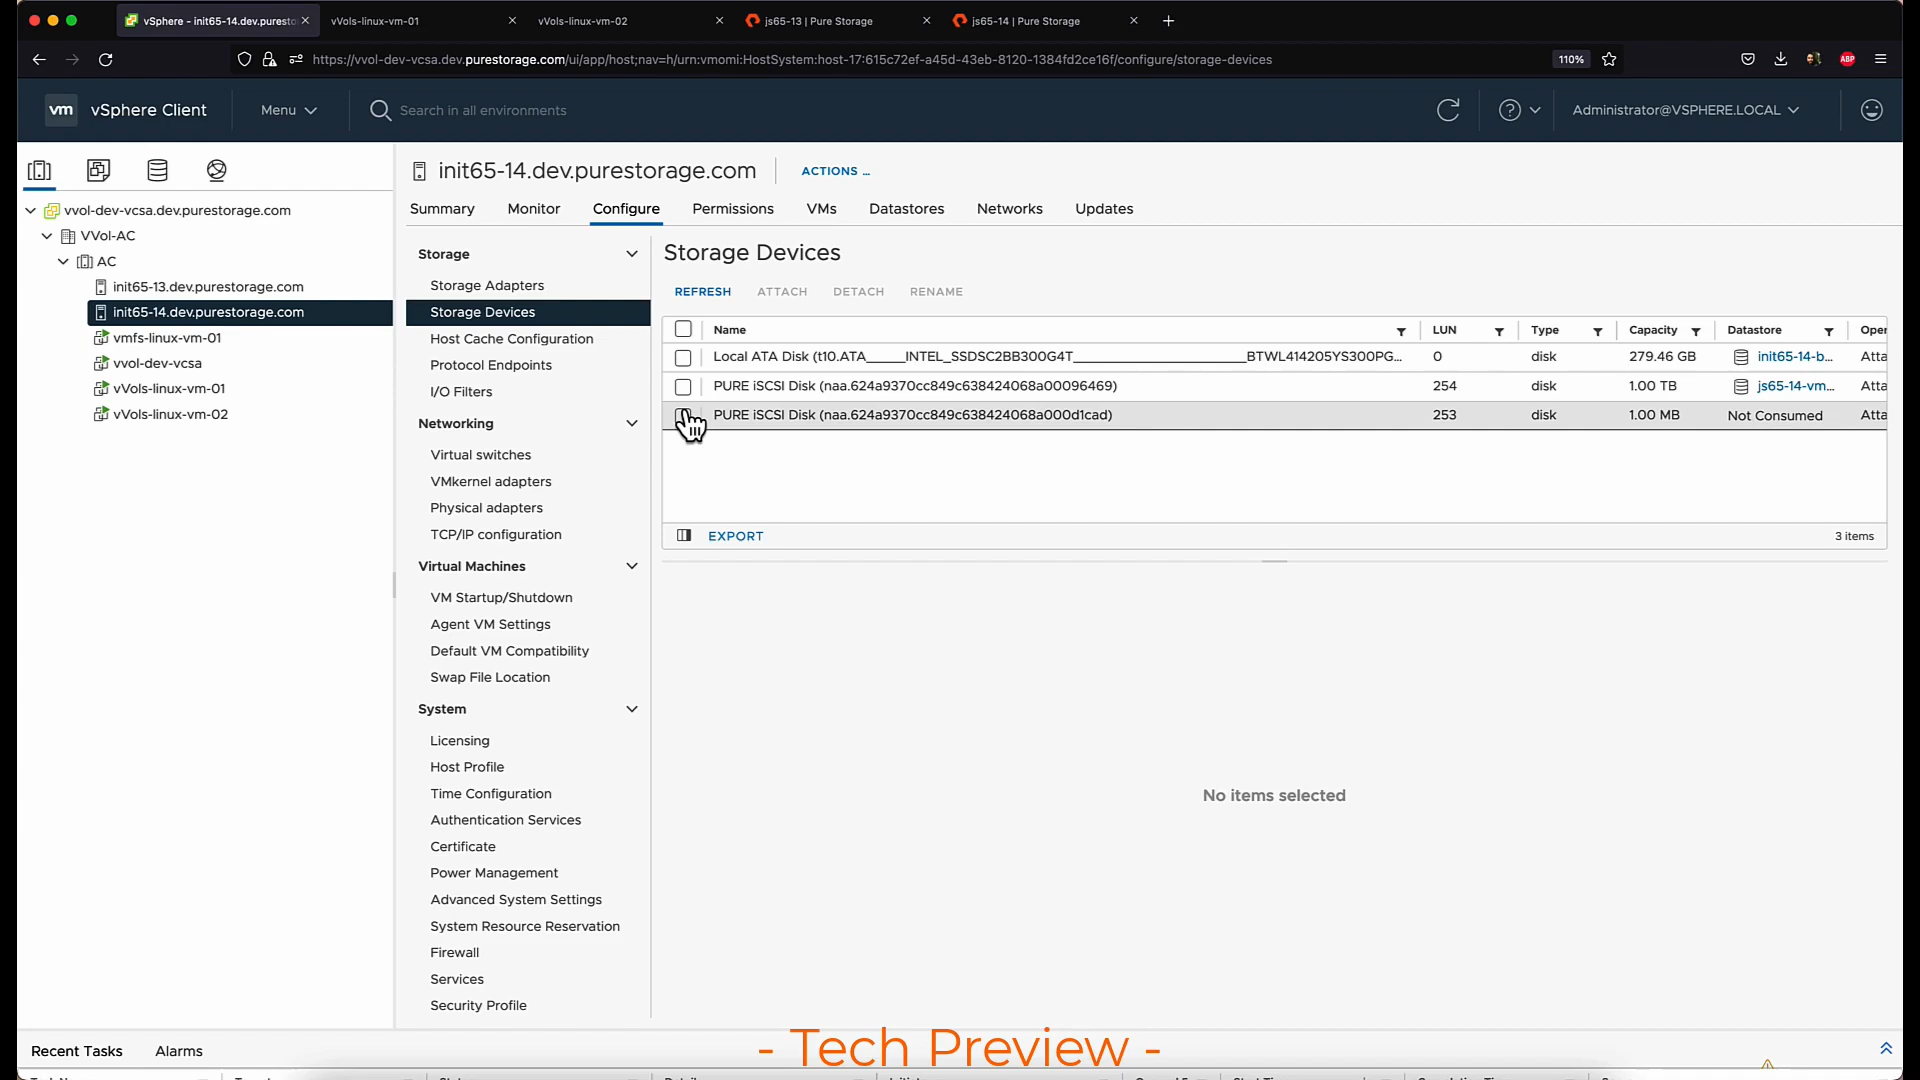 vSphere - init65-14.dev.puresto
vVols-linux-vm-01
vVols-linux-vm-02
js65-13 | Pure Storage
js65-14 | Pure Storage
https://vvol-dev-vcsa.dev.purestorage.com/ui/app/host;nav=h/urn:vmomi:HostSystem:host-17:615c72ef-a45d-43eb-8120-1384fd2ce16f/configure/storage-devices
110%
ABP
vm vSphere Client
Menu
Search in all environments
Administrator@VSPHERE.LOCAL
init65-14.dev.purestorage.com
ACTIONS …
Summary Monitor Configure Permissions VMs Datastores Networks Updates
vvol-dev-vcsa.dev.purestorage.com
VVol-AC
AC
init65-13.dev.purestorage.com
init65-14.dev.purestorage.com
vmfs-linux-vm-01
vvol-dev-vcsa
vVols-linux-vm-01
vVols-linux-vm-02
Storage
Storage Adapters
Storage Devices
Host Cache Configuration
Protocol Endpoints
I/O Filters
Networking
Virtual switches
VMkernel adapters
Physical adapters
TCP/IP configuration
Virtual Machines
VM Startup/Shutdown
Agent VM Settings
Default VM Compatibility
Swap File Location
System
Licensing
Host Profile
Time Configuration
Authentication Services
Certificate
Power Management
Advanced System Settings
System Resource Reservation
Firewall
Services
Security Profile
Storage Devices
REFRESH ATTACH DETACH RENAME
Name LUN Type Capacity Datastore Oper
Local ATA Disk (t10.ATA_____INTEL_SSDSC2BB300G4T______________________BTWL414205YS300PG... 0 disk 279.46 GB init65-14-b... Atta
PURE iSCSI Disk (naa.624a9370cc849c638424068a00096469) 254 disk 1.00 TB js65-14-vm... Atta
PURE iSCSI Disk (naa.624a9370cc849c638424068a000d1cad) 253 disk 1.00 MB Not Consumed Atta
EXPORT
3 items
No items selected
Recent Tasks Alarms
- Tech Preview -